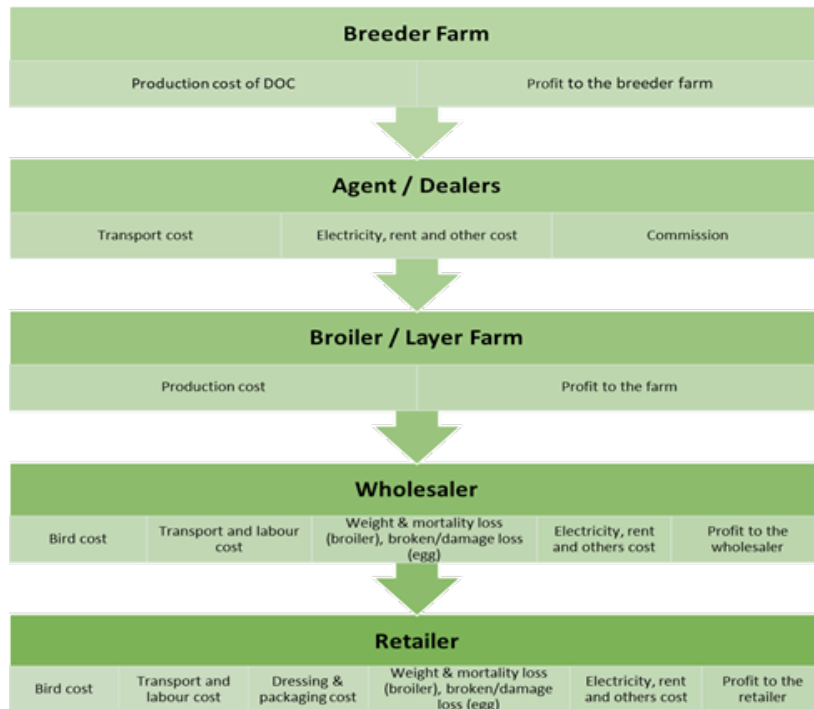 Breeder Farm
Production cost of DOC
Profit to the breeder farm
Agent / Dealers
Transport cost
Electricity, rent and other cost
Commission
Broiler / Layer Farm
Production cost
Profit to the farm
Wholesaler
Bird cost
Transport and labour
cost
Weight & mortality loss
(broiler), broken/damage loss
(egg)
Electricity, rent
and others cost
Profit to the
wholesaler
Retailer
Bird cost
Transport and
labour cost
Dressing &
packaging cost
Weight & mortality loss
(broiler), broken/damage
loss (egg)
Electricity, rent
and others cost
Profit to the
retailer